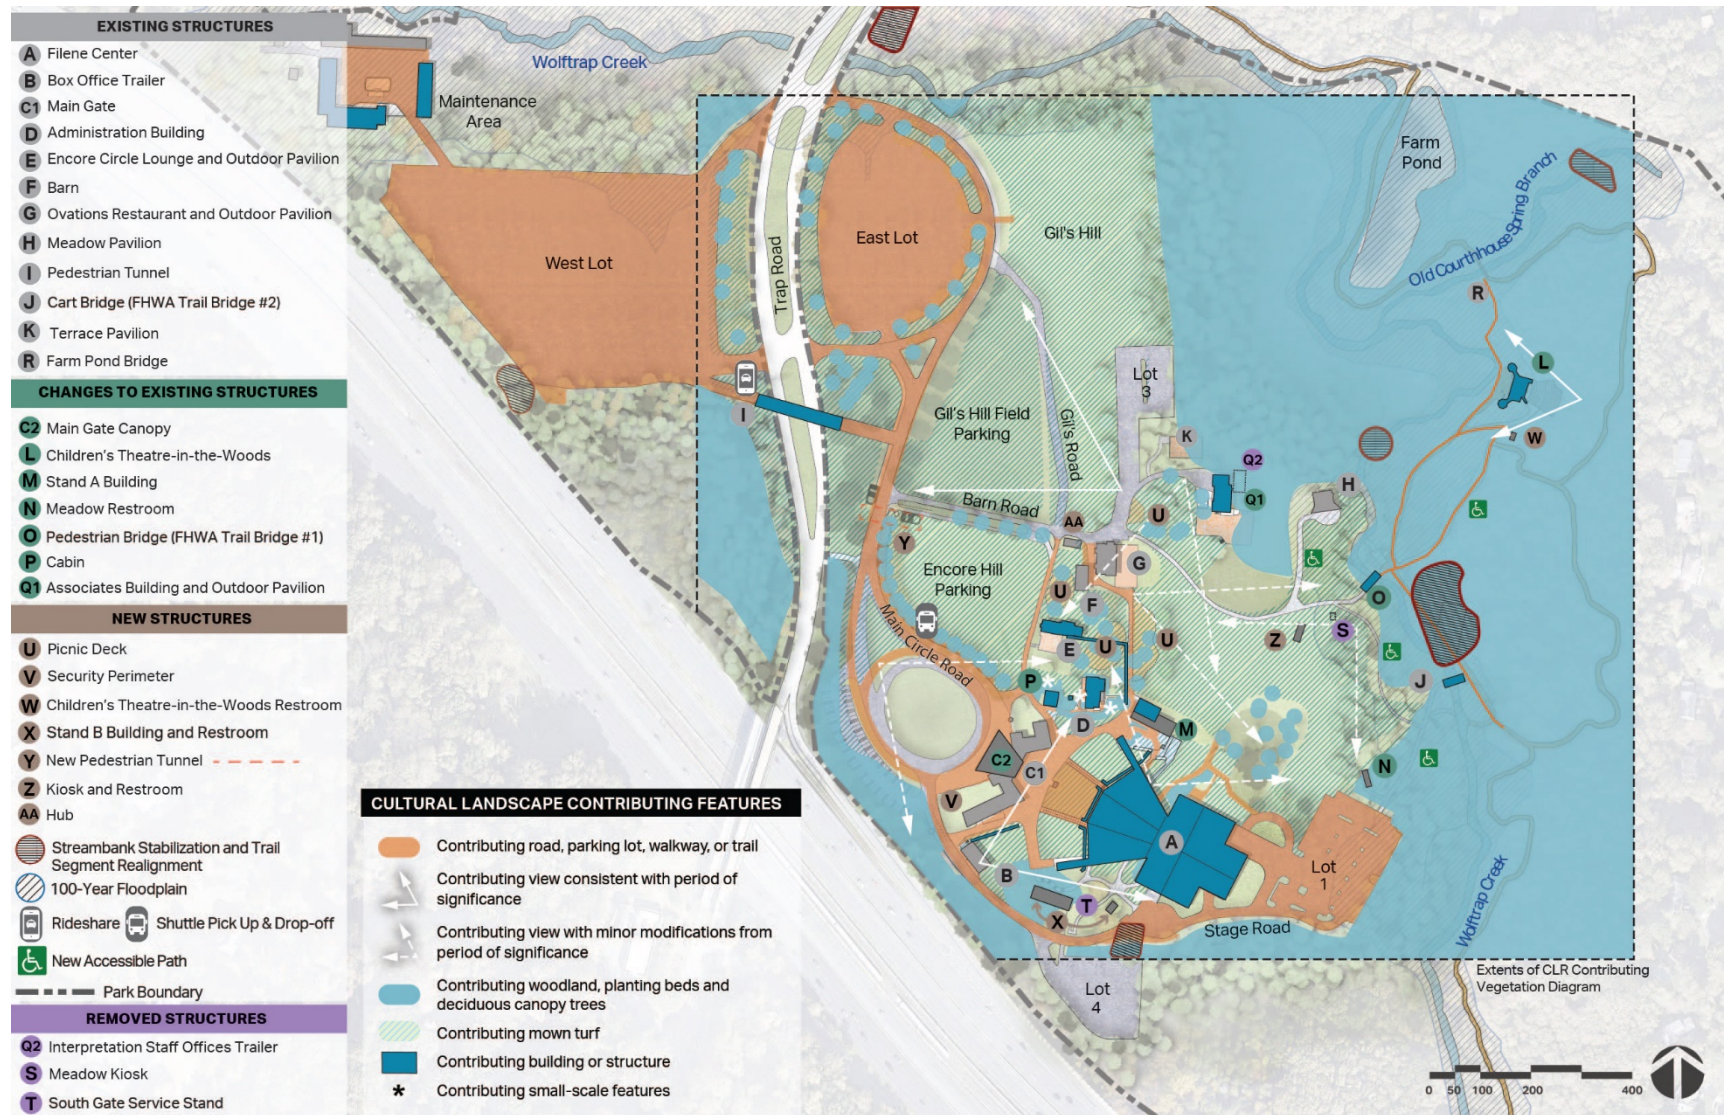 EXISTING STRUCTURES
A Filene Center
B Box Office Trailer
C1 Main Gate
D Administration Building
E Encore Circle Lounge and Outdoor Pavilion
F Barn
G Ovations Restaurant and Outdoor Pavilion
H Meadow Pavilion
I Pedestrian Tunnel
J Cart Bridge (FHWA Trail Bridge #2)
K Terrace Pavilion
R Farm Pond Bridge
CHANGES TO EXISTING STRUCTURES
C2 Main Gate Canopy
L Children's Theatre-in-the-Woods
M Stand A Building
N Meadow Restroom
O Pedestrian Bridge (FHWA Trail Bridge #1)
P Cabin
Q1 Associates Building and Outdoor Pavilion
NEW STRUCTURES
U Picnic Deck
V Security Perimeter
W Children's Theatre-in-the-Woods Restroom
X Stand B Building and Restroom
Y New Pedestrian Tunnel
Z Kiosk and Restroom
AA Hub
Streambank Stabilization and Trail
Segment Realignment
100-Year Floodplain
Rideshare
Shuttle Pick Up & Drop-off
New Accessible Path
Park Boundary
REMOVED STRUCTURES
Q2 Interpretation Staff Offices Trailer
S Meadow Kiosk
T South Gate Service Stand
CULTURAL LANDSCAPE CONTRIBUTING FEATURES
Contributing road, parking lot, walkway, or trail
Contributing view consistent with period of
significance
Contributing view with minor modifications from
period of significance
Contributing woodland, planting beds and
deciduous canopy trees
Contributing mown turf
Contributing building or structure
* Contributing small-scale features
Wolftrap Creek
Maintenance
Area
West Lot
Trap Road
East Lot
Gil's Hill
Farm
Pond
Old Courthhouse Spring Branch
R
L
W
Lot
3
Gil's Hill Field
Parking
Gil's Road
I
K
Q2
Q1
H
Barn Road
AA
U
Y
G
Encore Hill
Parking
U
F
O
Main Circle Road
E
U
U
Z
S
P
J
D
M
C2
C1
N
V
A
B
Lot
1
T
X
Stage Road
Wolftrap Creek
Lot
4
Extents of CLR Contributing
Vegetation Diagram
0 50 100 200 400